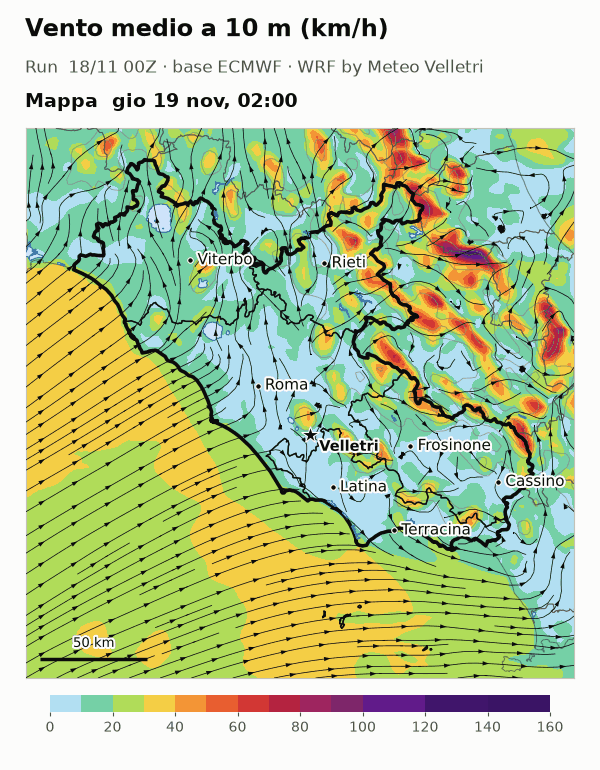 Vento medio a 10 m (km/h)
Run  18/11 00Z · base ECMWF · WRF by Meteo Velletri
Mappa  gio 19 nov, 02:00
Viterbo
Rieti
Roma
Velletri
Frosinone
Cassino
Latina
Terracina
50 km
0 20 40 60 80 100 120 140 160